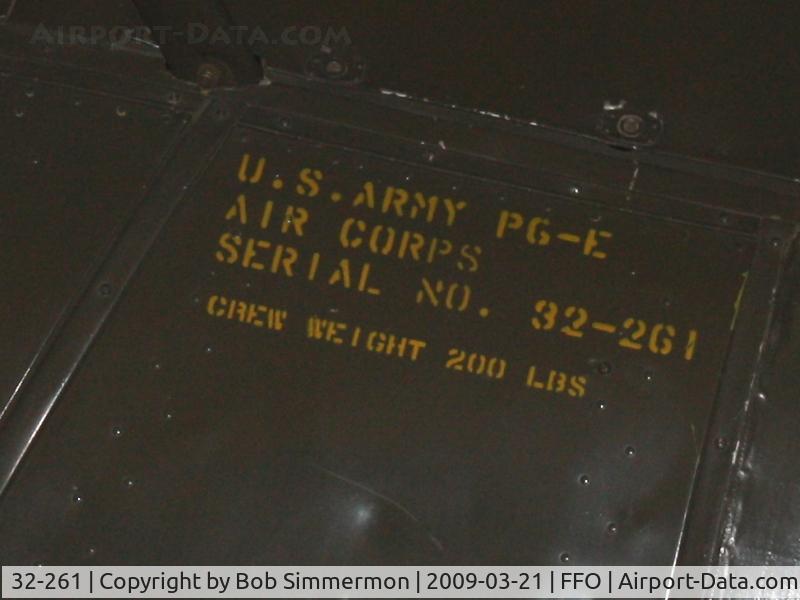 AIRPORT-DATA.COM
U.S. ARMY P6-E
AIR CORPS
SERIAL NO. 32-261
CREW WEIGHT 200 LBS
32-261 | Copyright by Bob Simmermon | 2009-03-21 | FFO | Airport-Data.com